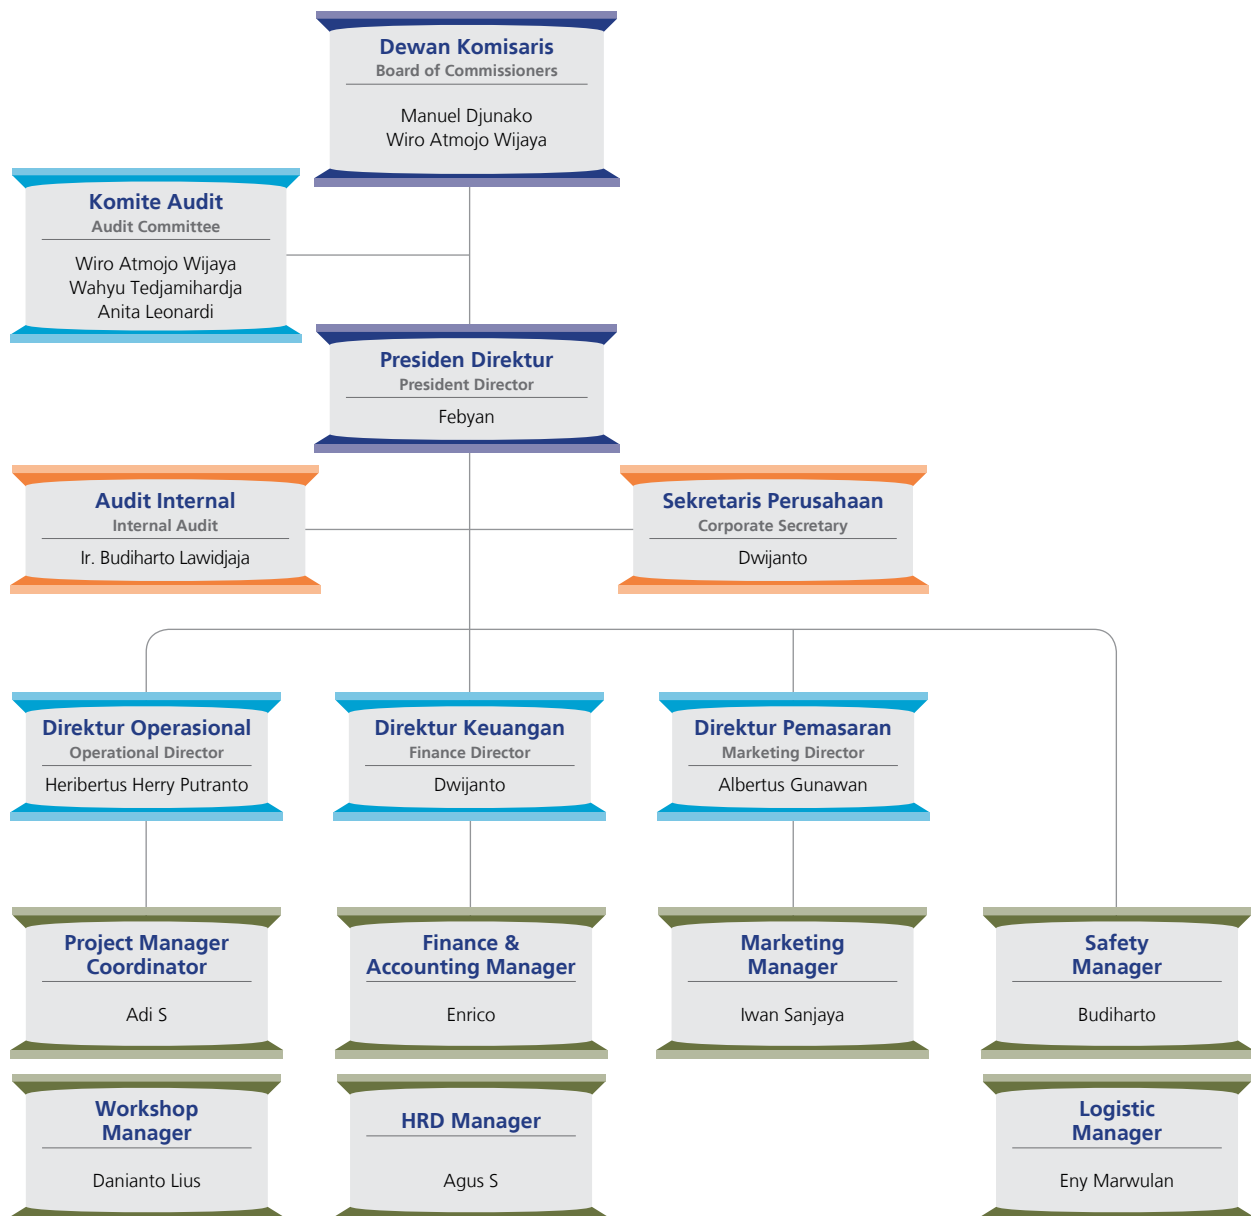 Dewan Komisaris
Board of Commissioners
Manuel Djunako
Wiro Atmojo Wijaya
Komite Audit
Audit Committee
Wiro Atmojo Wijaya
Wahyu Tedjamihardja
Anita Leonardi
Presiden Direktur
President Director
Febyan
Audit Internal
Internal Audit
Ir. Budiharto Lawidjaja
Sekretaris Perusahaan
Corporate Secretary
Dwijanto
Direktur Operasional
Operational Director
Heribertus Herry Putranto
Direktur Keuangan
Finance Director
Dwijanto
Direktur Pemasaran
Marketing Director
Albertus Gunawan
Project Manager
Coordinator
Adi S
Finance &
Accounting Manager
Enrico
Marketing
Manager
Iwan Sanjaya
Safety
Manager
Budiharto
Workshop
Manager
Danianto Lius
HRD Manager
Agus S
Logistic
Manager
Eny Marwulan